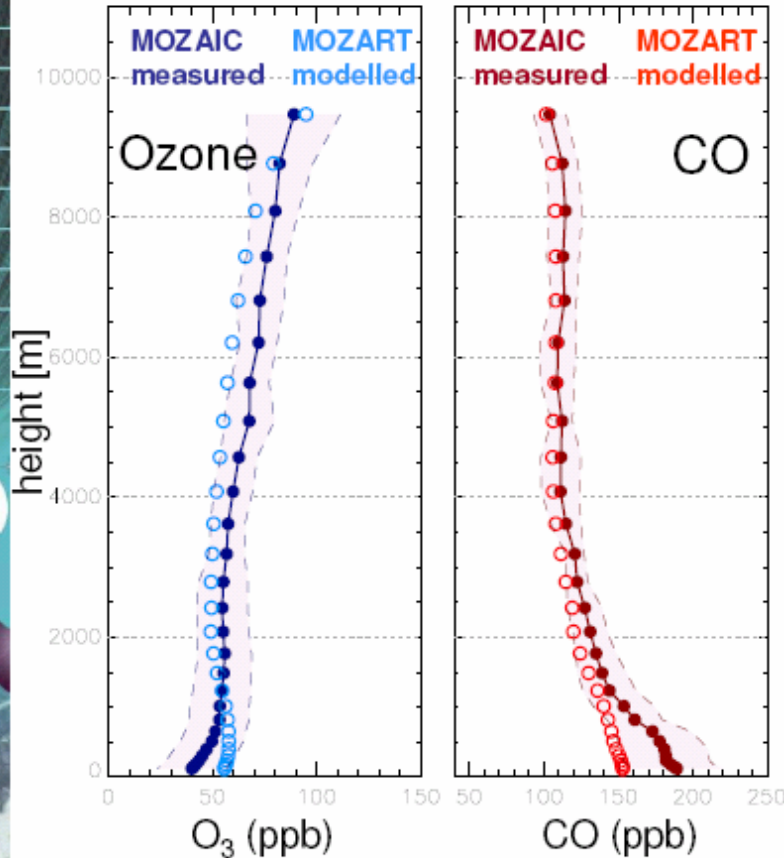 MOZAIC MOZART
measured modelled
Ozone
MOZAIC MOZART
measured modelled
CO
height [m]
10000
8000
6000
4000
2000
0
0 50 100 150
O₃ (ppb)
50 100 150 200 250
CO (ppb)